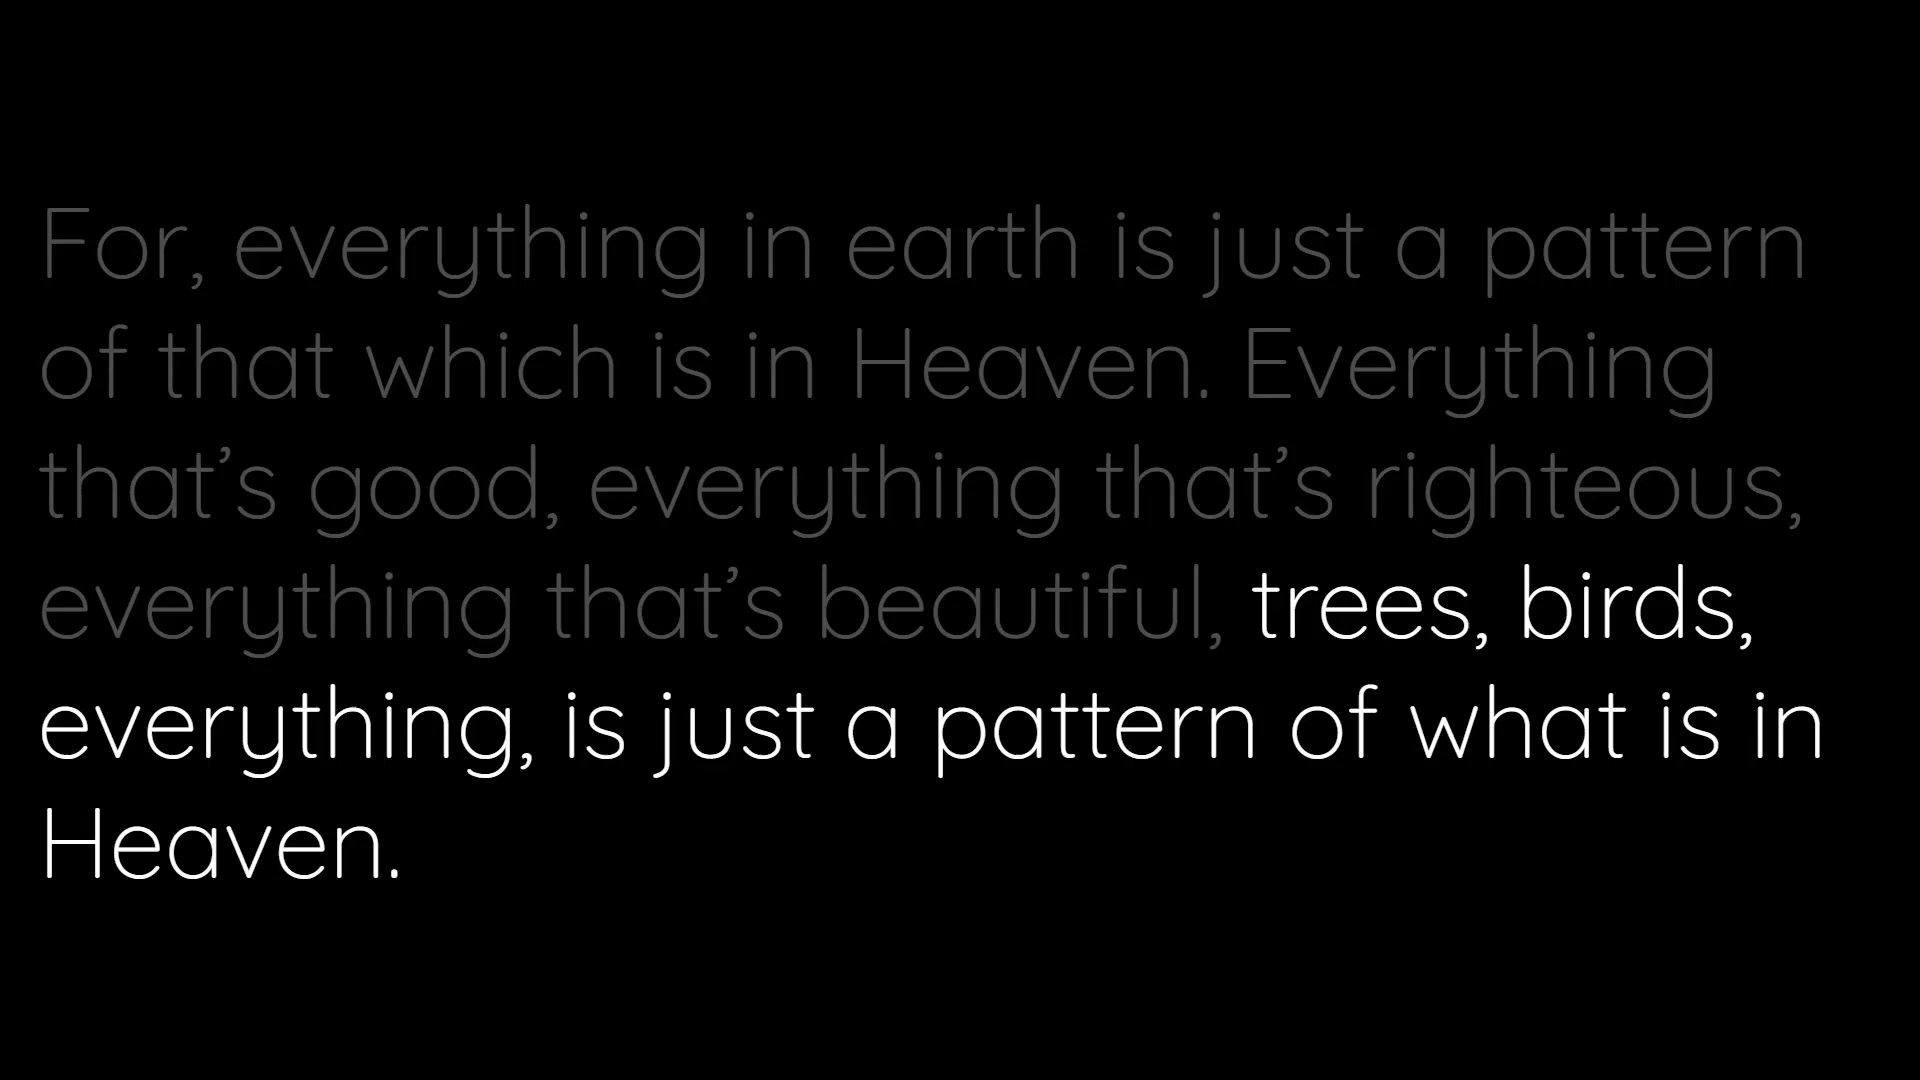 For, everything in earth is just a pattern
of that which is in Heaven. Everything
that’s good, everything that’s righteous,
everything that’s beautiful, trees, birds,
everything, is just a pattern of what is in
Heaven.